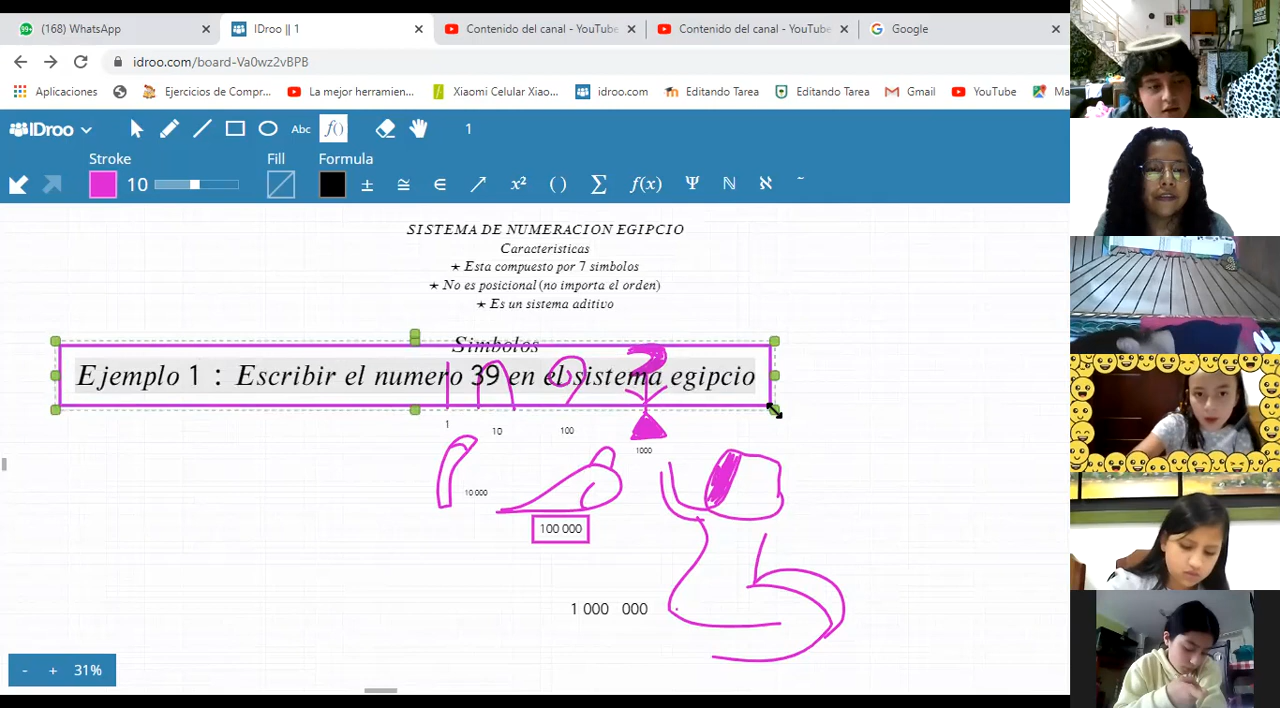 99+ (168) WhatsApp
IDroo || 1
Contenido del canal - YouTube
Contenido del canal - YouTube
Google
idroo.com/board-Va0wz2vBPB
Aplicaciones
Ejercicios de Compr...
La mejor herramien...
Xiaomi Celular Xiao...
idroo.com
Editando Tarea
Editando Tarea
Gmail
YouTube
Ma
IDroo
Abc
f()
1
Stroke
Fill
Formula
10
± ≅ ∈ x² ( ) ∑ f(x) Ψ ℕ ℵ ~
SISTEMA DE NUMERACION EGIPCIO
Caracteristicas
★ Esta compuesto por 7 simbolos
★ No es posicional (no importa el orden)
★ Es un sistema aditivo
Simbolos
Ejemplo 1 : Escribir el numero 39 en el sistema egipcio
1
10
100
1000
10 000
100 000
1 000 000
- + 31%